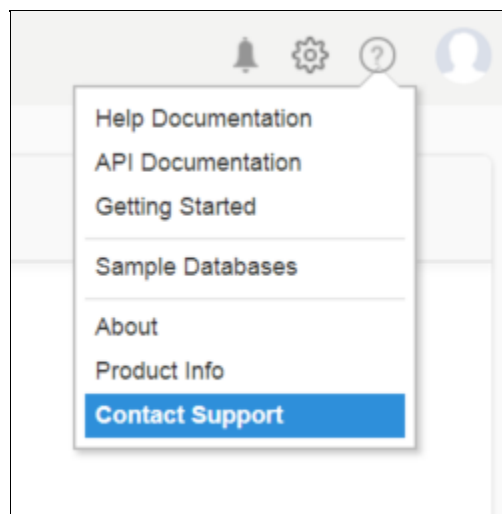 ?
Help Documentation
API Documentation
Getting Started
Sample Databases
About
Product Info
Contact Support